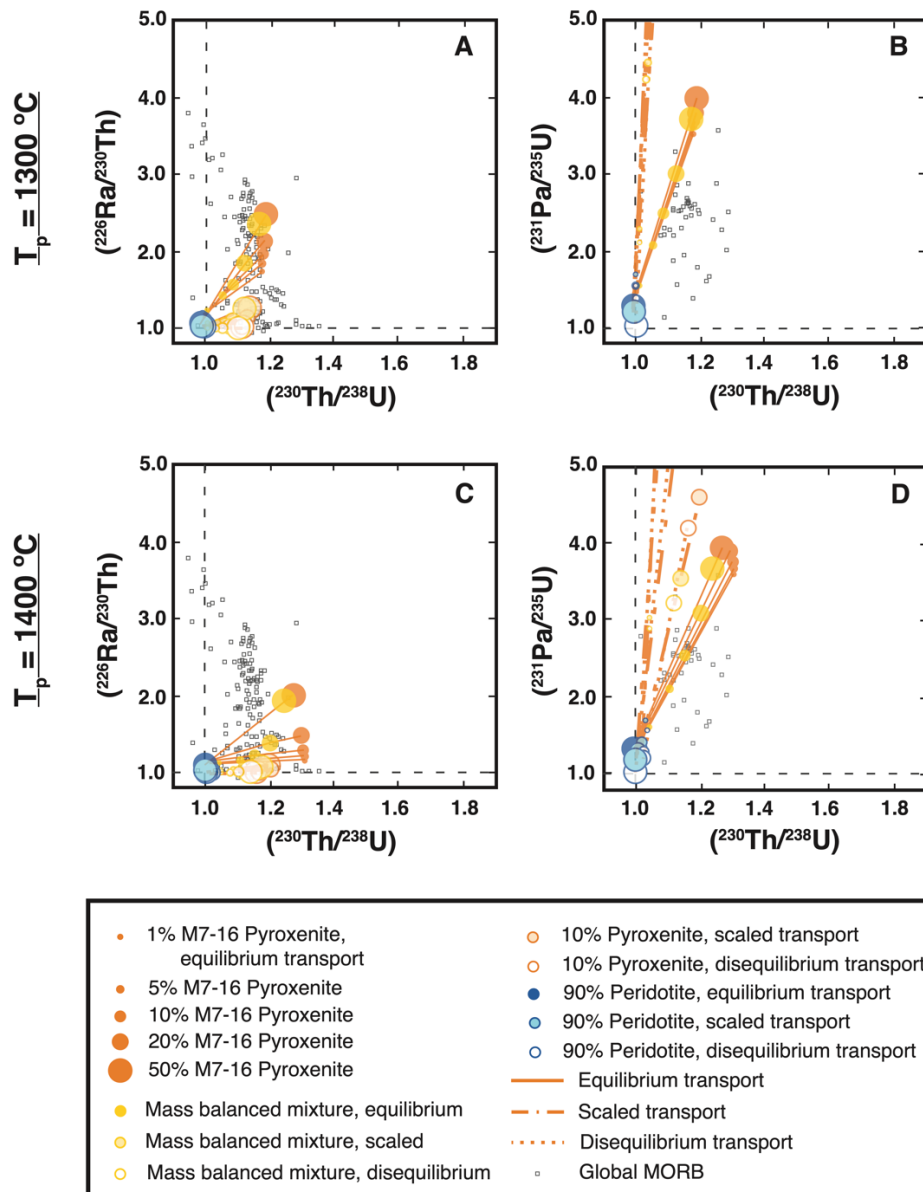 T_p = 1300 °C
A
5.0
4.0
3.0
2.0
1.0
(²²⁶Ra/²³⁰Th)
1.0 1.2 1.4 1.6 1.8
(²³⁰Th/²³⁸U)
B
5.0
4.0
3.0
2.0
1.0
(²³¹Pa/²³⁵U)
1.0 1.2 1.4 1.6 1.8
(²³⁰Th/²³⁸U)
T_p = 1400 °C
C
5.0
4.0
3.0
2.0
1.0
(²²⁶Ra/²³⁰Th)
1.0 1.2 1.4 1.6 1.8
(²³⁰Th/²³⁸U)
D
5.0
4.0
3.0
2.0
1.0
(²³¹Pa/²³⁵U)
1.0 1.2 1.4 1.6 1.8
(²³⁰Th/²³⁸U)
1% M7-16 Pyroxenite,
equilibrium transport
5% M7-16 Pyroxenite
10% M7-16 Pyroxenite
20% M7-16 Pyroxenite
50% M7-16 Pyroxenite
Mass balanced mixture, equilibrium
Mass balanced mixture, scaled
Mass balanced mixture, disequilibrium
10% Pyroxenite, scaled transport
10% Pyroxenite, disequilibrium transport
90% Peridotite, equilibrium transport
90% Peridotite, scaled transport
90% Peridotite, disequilibrium transport
Equilibrium transport
Scaled transport
Disequilibrium transport
Global MORB